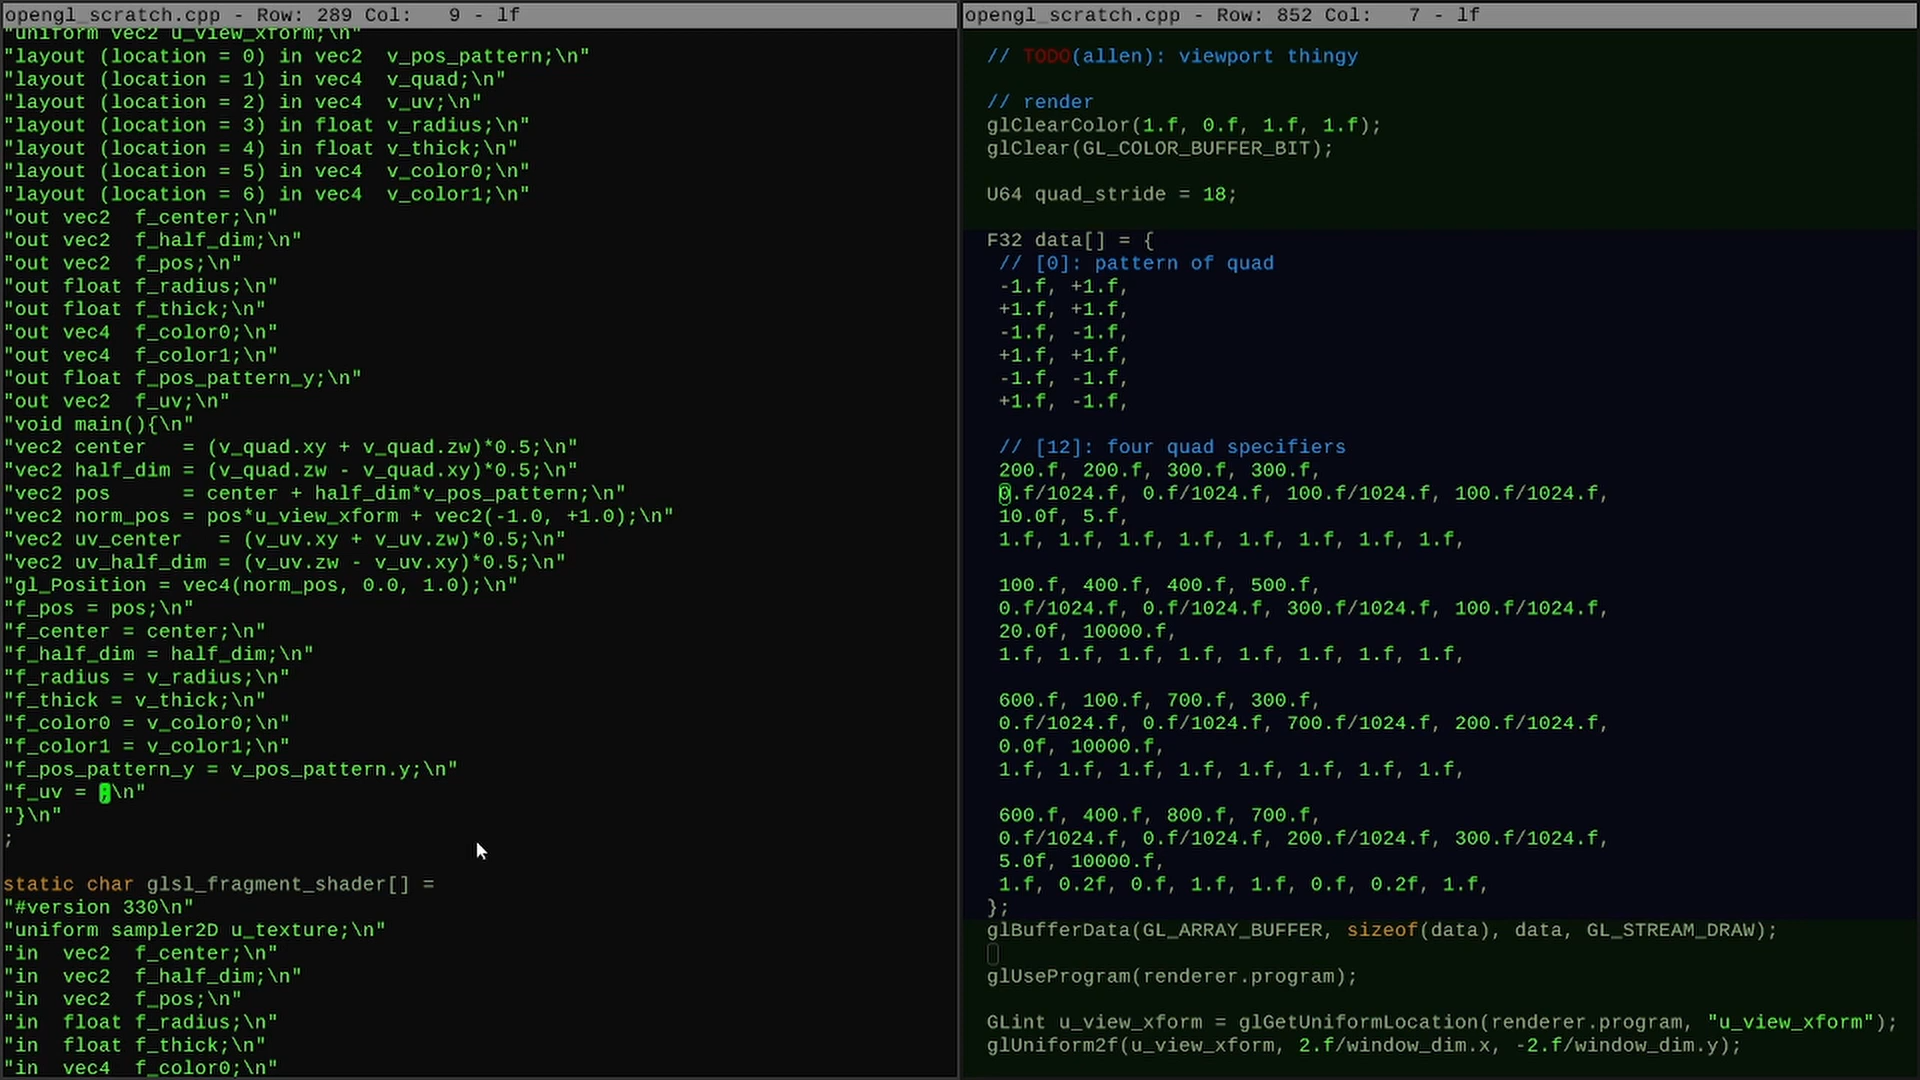 opengl_scratch.cpp - Row: 289 Col:   9 - lf
"uniform vec2 u_view_xform;\n"
"layout (location = 0) in vec2  v_pos_pattern;\n"
"layout (location = 1) in vec4  v_quad;\n"
"layout (location = 2) in vec4  v_uv;\n"
"layout (location = 3) in float v_radius;\n"
"layout (location = 4) in float v_thick;\n"
"layout (location = 5) in vec4  v_color0;\n"
"layout (location = 6) in vec4  v_color1;\n"
"out vec2  f_center;\n"
"out vec2  f_half_dim;\n"
"out vec2  f_pos;\n"
"out float f_radius;\n"
"out float f_thick;\n"
"out vec4  f_color0;\n"
"out vec4  f_color1;\n"
"out float f_pos_pattern_y;\n"
"out vec2  f_uv;\n"
"void main(){\n"
"vec2 center   = (v_quad.xy + v_quad.zw)*0.5;\n"
"vec2 half_dim = (v_quad.zw - v_quad.xy)*0.5;\n"
"vec2 pos      = center + half_dim*v_pos_pattern;\n"
"vec2 norm_pos = pos*u_view_xform + vec2(-1.0, +1.0);\n"
"vec2 uv_center   = (v_uv.xy + v_uv.zw)*0.5;\n"
"vec2 uv_half_dim = (v_uv.zw - v_uv.xy)*0.5;\n"
"gl_Position = vec4(norm_pos, 0.0, 1.0);\n"
"f_pos = pos;\n"
"f_center = center;\n"
"f_half_dim = half_dim;\n"
"f_radius = v_radius;\n"
"f_thick = v_thick;\n"
"f_color0 = v_color0;\n"
"f_color1 = v_color1;\n"
"f_pos_pattern_y = v_pos_pattern.y;\n"
"f_uv = ;\n"
"}\n"
;
static char glsl_fragment_shader[] =
"#version 330\n"
"uniform sampler2D u_texture;\n"
"in  vec2  f_center;\n"
"in  vec2  f_half_dim;\n"
"in  vec2  f_pos;\n"
"in  float f_radius;\n"
"in  float f_thick;\n"
"in  vec4  f_color0;\n"
opengl_scratch.cpp - Row: 852 Col:   7 - lf
// TODO(allen): viewport thingy
// render
glClearColor(1.f, 0.f, 1.f, 1.f);
glClear(GL_COLOR_BUFFER_BIT);
U64 quad_stride = 18;
F32 data[] = {
// [0]: pattern of quad
-1.f, +1.f,
+1.f, +1.f,
-1.f, -1.f,
+1.f, +1.f,
-1.f, -1.f,
+1.f, -1.f,
// [12]: four quad specifiers
200.f, 200.f, 300.f, 300.f,
0.f/1024.f, 0.f/1024.f, 100.f/1024.f, 100.f/1024.f,
10.0f, 5.f,
1.f, 1.f, 1.f, 1.f, 1.f, 1.f, 1.f, 1.f,
100.f, 400.f, 400.f, 500.f,
0.f/1024.f, 0.f/1024.f, 300.f/1024.f, 100.f/1024.f,
20.0f, 10000.f,
1.f, 1.f, 1.f, 1.f, 1.f, 1.f, 1.f, 1.f,
600.f, 100.f, 700.f, 300.f,
0.f/1024.f, 0.f/1024.f, 700.f/1024.f, 200.f/1024.f,
0.0f, 10000.f,
1.f, 1.f, 1.f, 1.f, 1.f, 1.f, 1.f, 1.f,
600.f, 400.f, 800.f, 700.f,
0.f/1024.f, 0.f/1024.f, 200.f/1024.f, 300.f/1024.f,
5.0f, 10000.f,
1.f, 0.2f, 0.f, 1.f, 1.f, 0.f, 0.2f, 1.f,
};
glBufferData(GL_ARRAY_BUFFER, sizeof(data), data, GL_STREAM_DRAW);
glUseProgram(renderer.program);
GLint u_view_xform = glGetUniformLocation(renderer.program, "u_view_xform");
glUniform2f(u_view_xform, 2.f/window_dim.x, -2.f/window_dim.y);